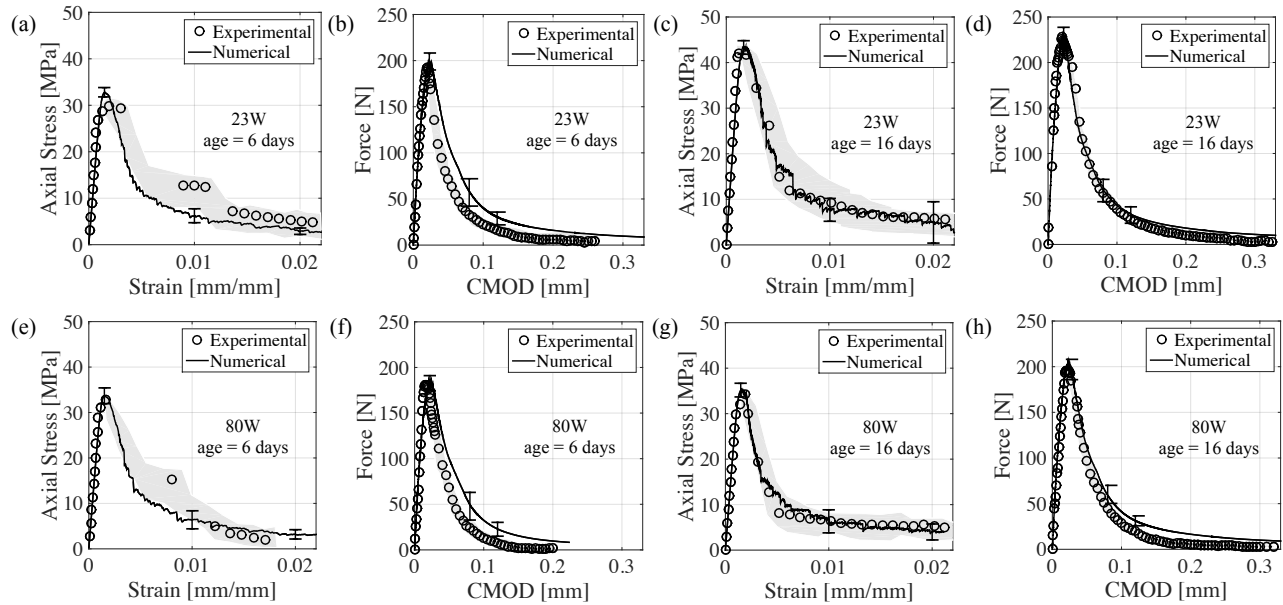 (a)
Axial Stress [MPa]
50
40
30
20
10
0
Experimental
Numerical
23W
age = 6 days
0
0.01
0.02
Strain [mm/mm]
(b)
Force [N]
250
200
150
100
50
0
Experimental
Numerical
23W
age = 6 days
0
0.1
0.2
0.3
CMOD [mm]
(c)
Axial Stress [MPa]
50
40
30
20
10
0
Experimental
Numerical
23W
age = 16 days
0
0.01
0.02
Strain [mm/mm]
(d)
Force [N]
250
200
150
100
50
0
Experimental
Numerical
23W
age = 16 days
0
0.1
0.2
0.3
CMOD [mm]
(e)
Axial Stress [MPa]
50
40
30
20
10
0
Experimental
Numerical
80W
age = 6 days
0
0.01
0.02
Strain [mm/mm]
(f)
Force [N]
250
200
150
100
50
0
Experimental
Numerical
80W
age = 6 days
0
0.1
0.2
0.3
CMOD [mm]
(g)
Axial Stress [MPa]
50
40
30
20
10
0
Experimental
Numerical
80W
age = 16 days
0
0.01
0.02
Strain [mm/mm]
(h)
Force [N]
250
200
150
100
50
0
Experimental
Numerical
80W
age = 16 days
0
0.1
0.2
0.3
CMOD [mm]